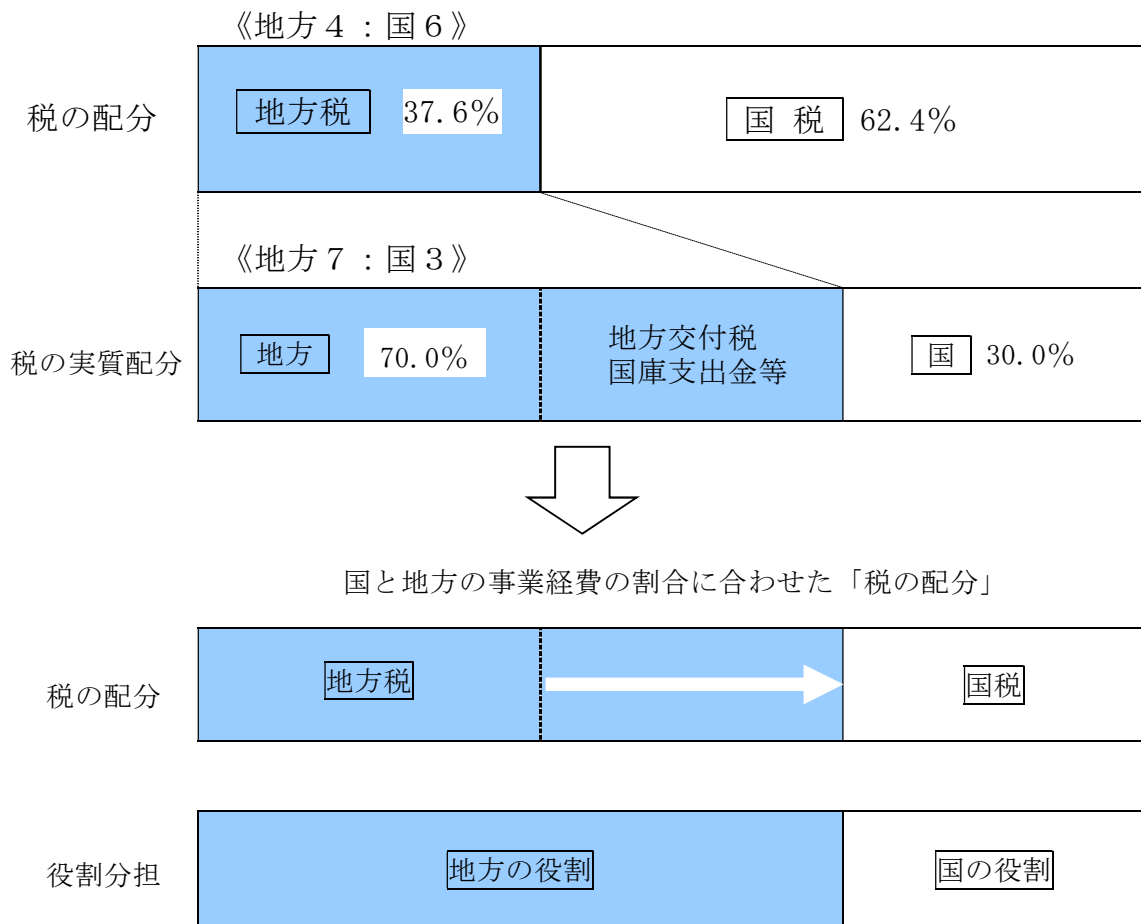 《地方４：国６》
税の配分
地方税 37.6％
国 税 62.4％
《地方７：国３》
税の実質配分
地方 70.0％
地方交付税
国庫支出金等
国 30.0％
国と地方の事業経費の割合に合わせた「税の配分」
税の配分
地方税
国税
役割分担
地方の役割
国の役割